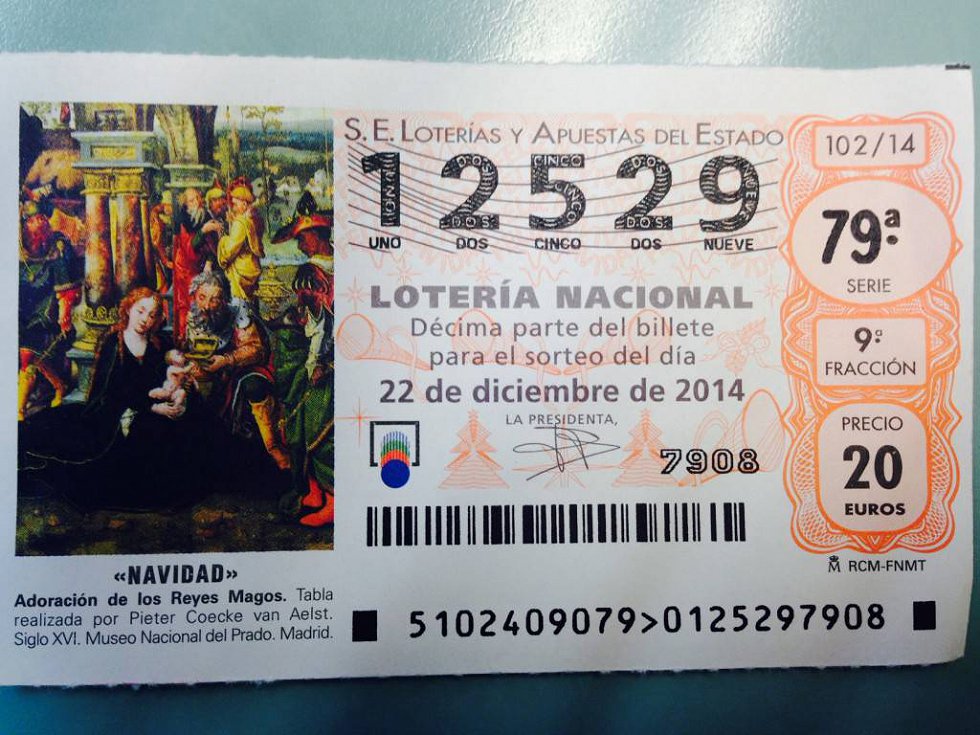 S.E. LOTERÍAS Y APUESTAS DEL ESTADO
12529
UNO DOS CINCO DOS NUEVE
LOTERÍA NACIONAL
Décima parte del billete
para el sorteo del día
22 de diciembre de 2014
LA PRESIDENTA,
7908
102/14
79ª
SERIE
9ª
FRACCIÓN
PRECIO
20
EUROS
RCM-FNMT
«NAVIDAD»
Adoración de los Reyes Magos. Tabla
realizada por Pieter Coecke van Aelst.
Siglo XVI. Museo Nacional del Prado. Madrid.
5102409079>0125297908